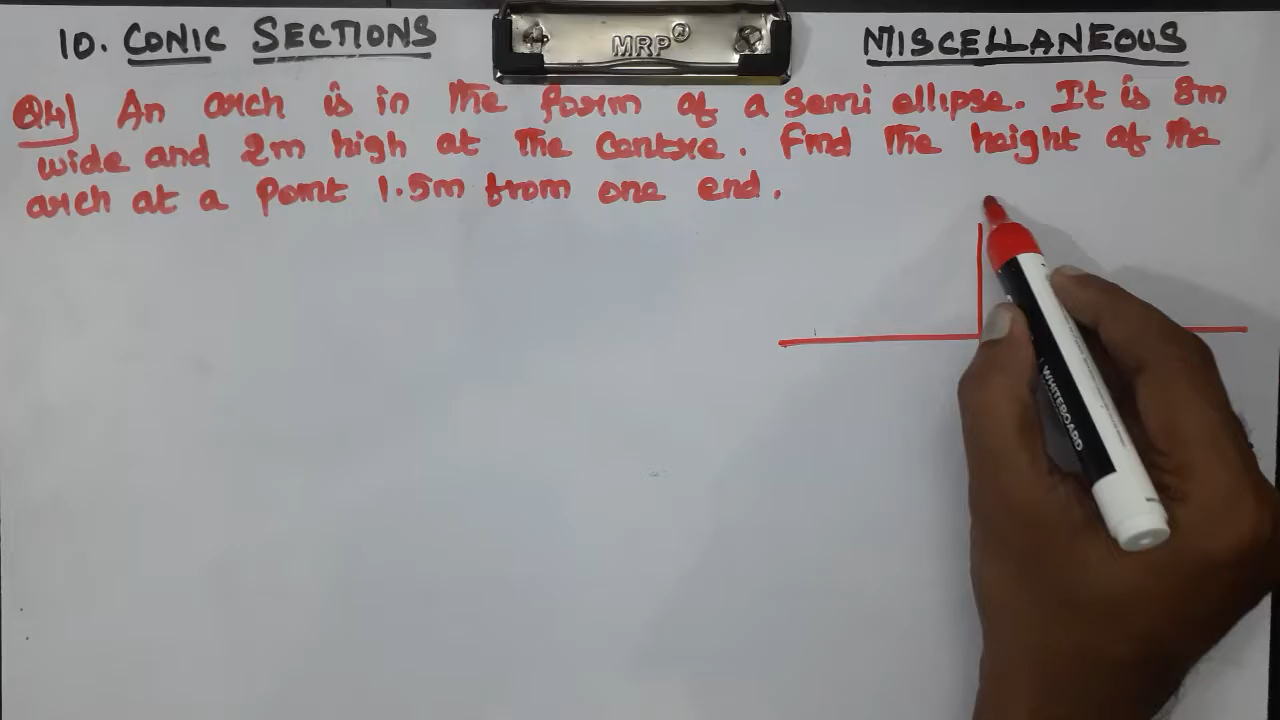 10. CONIC SECTIONS
MRP
MISCELLANEOUS
Q4) An arch is in the form of a semi ellipse. It is 8m
wide and 2m high at the centre. Find the height of the
arch at a point 1.5m from one end.
WHITEBOARD